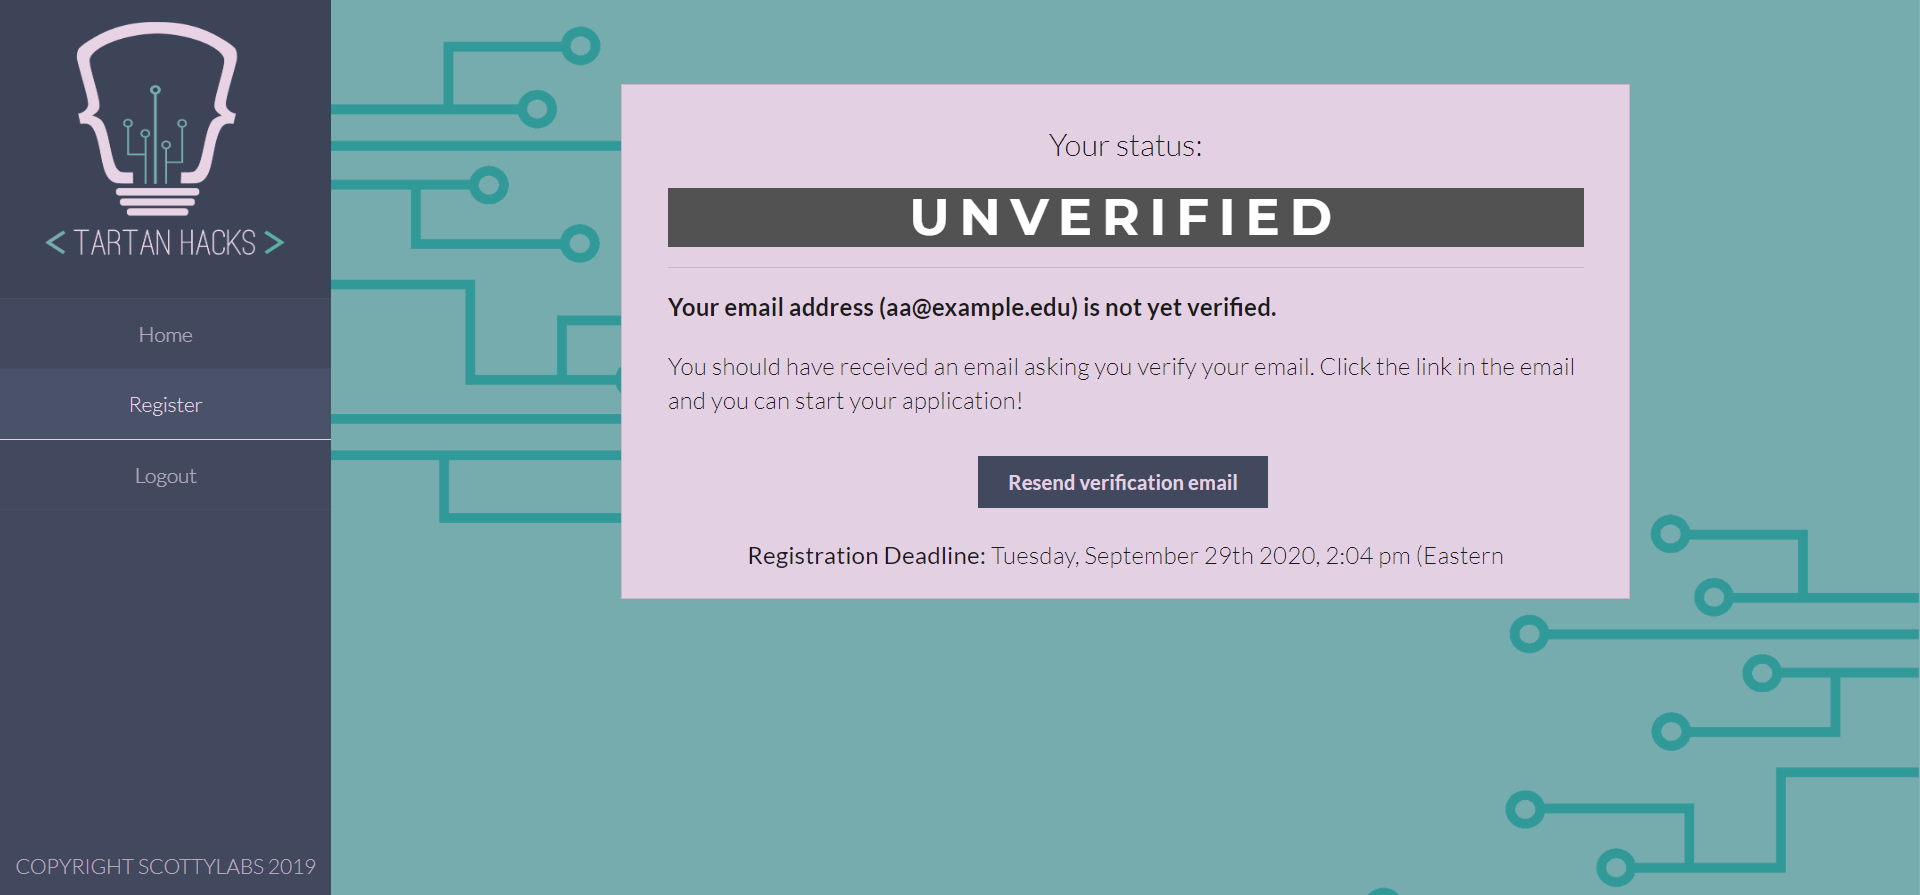 < TARTAN HACKS >
Home
Register
Logout
COPYRIGHT SCOTTYLABS 2019
Your status:
UNVERIFIED
Your email address (aa@example.edu) is not yet verified.
You should have received an email asking you verify your email. Click the link in the email
and you can start your application!
Resend verification email
Registration Deadline: Tuesday, September 29th 2020, 2:04 pm (Eastern